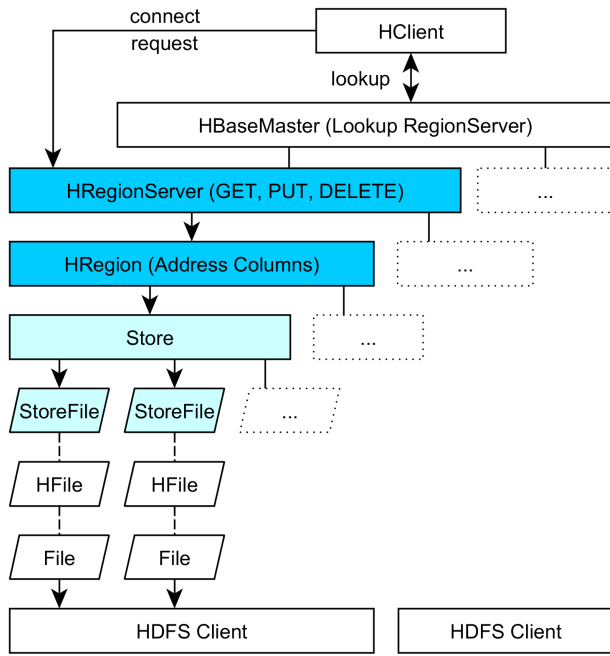 connect
HClient
request
lookup
HBaseMaster (Lookup RegionServer)
HRegionServer (GET, PUT, DELETE)
...
HRegion (Address Columns)
...
Store
...
StoreFile StoreFile ...
HFile HFile
File File
HDFS Client HDFS Client